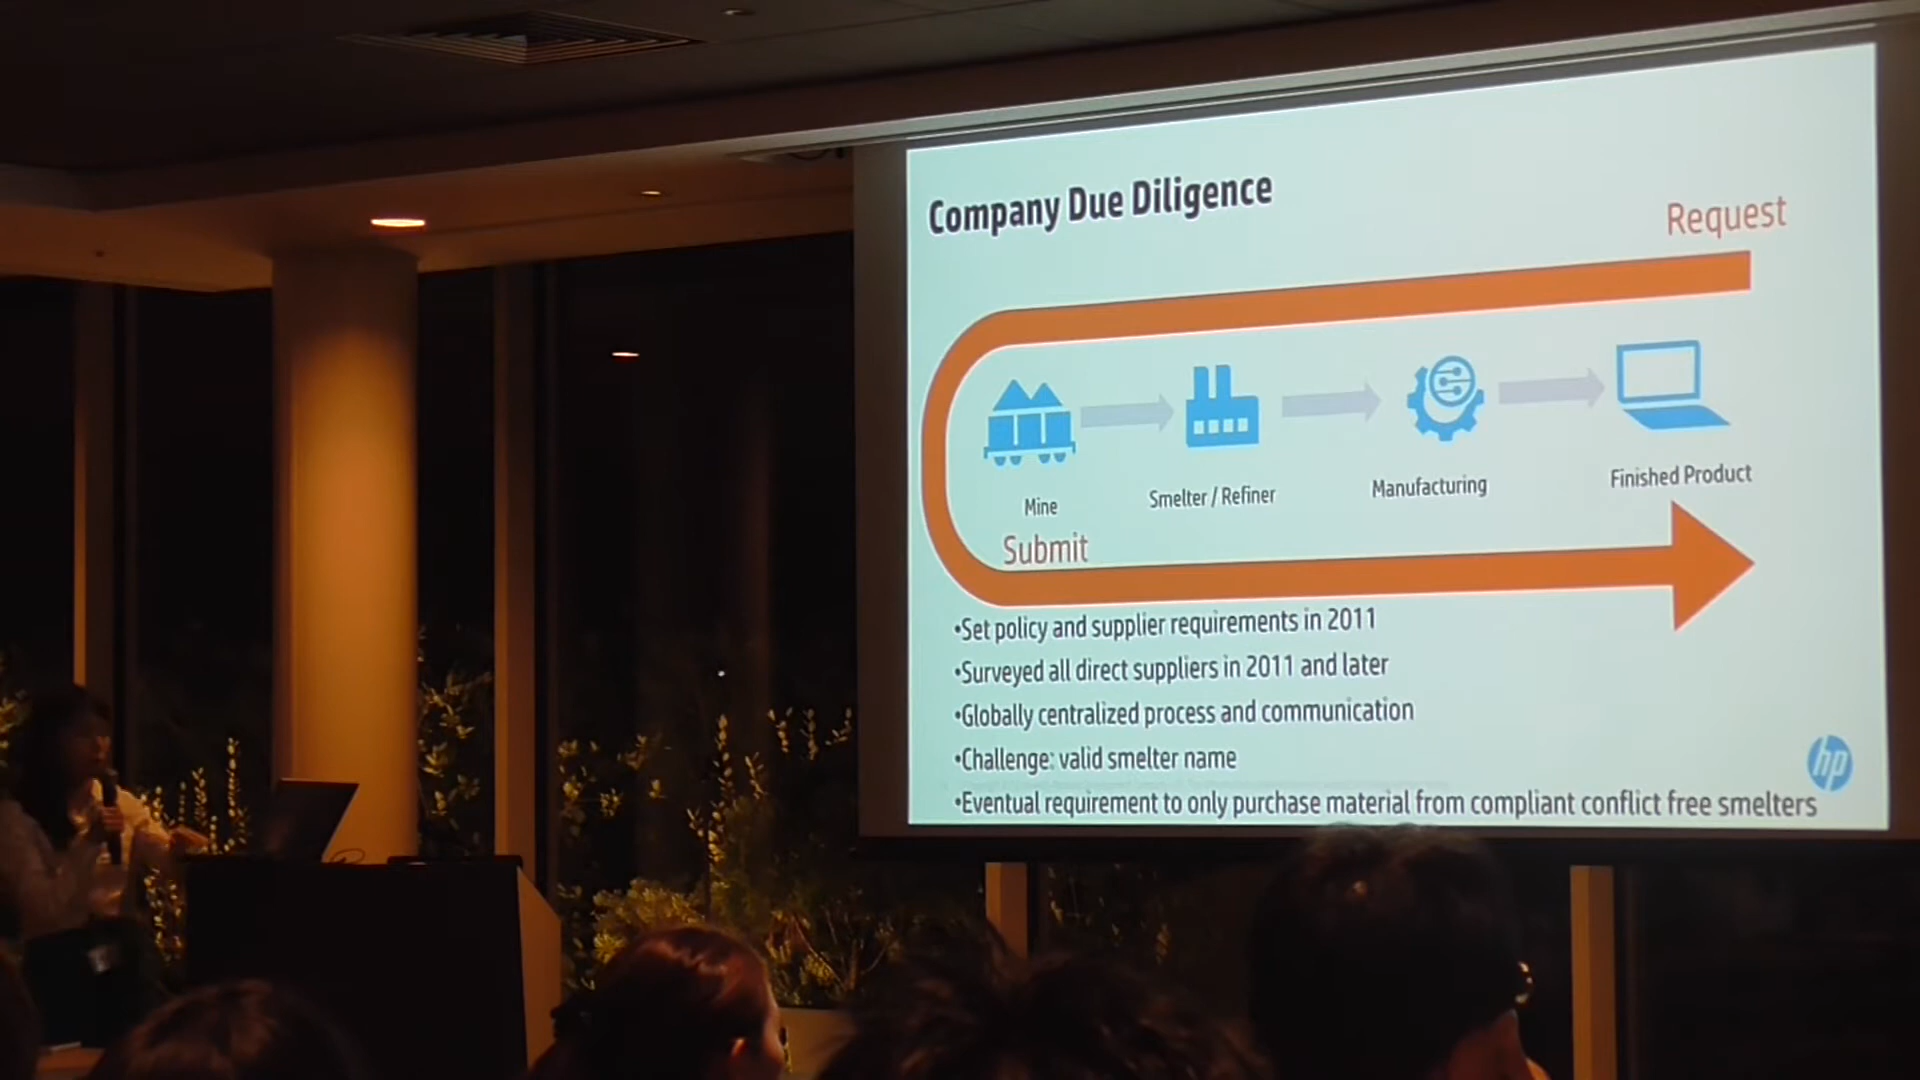 Company Due Diligence
Request
Mine
Smelter / Refiner
Manufacturing
Finished Product
Submit
•Set policy and supplier requirements in 2011
•Surveyed all direct suppliers in 2011 and later
•Globally centralized process and communication
•Challenge: valid smelter name
•Eventual requirement to only purchase material from compliant conflict free smelters
hp